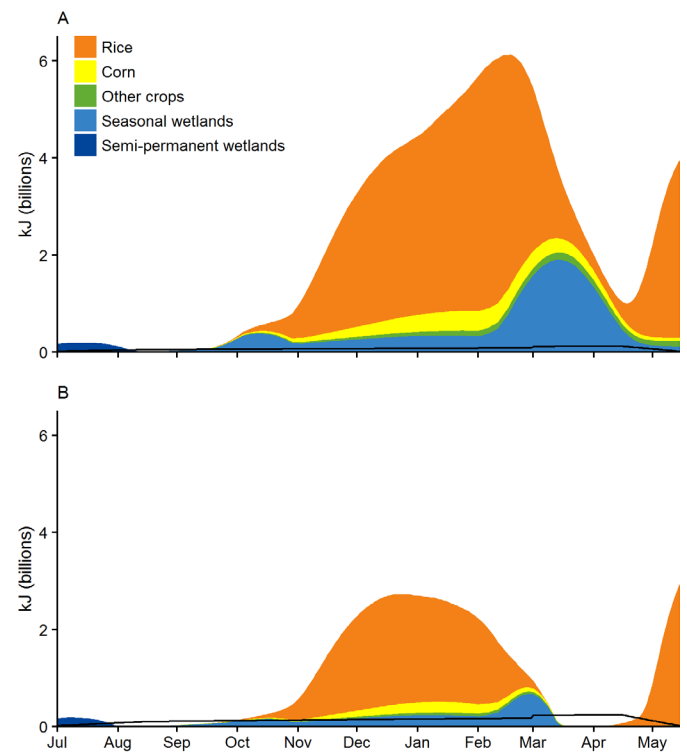 A
Rice
Corn
Other crops
Seasonal wetlands
Semi-permanent wetlands
kJ (billions)
6
4
2
0
B
kJ (billions)
6
4
2
0
Jul Aug Sep Oct Nov Dec Jan Feb Mar Apr May